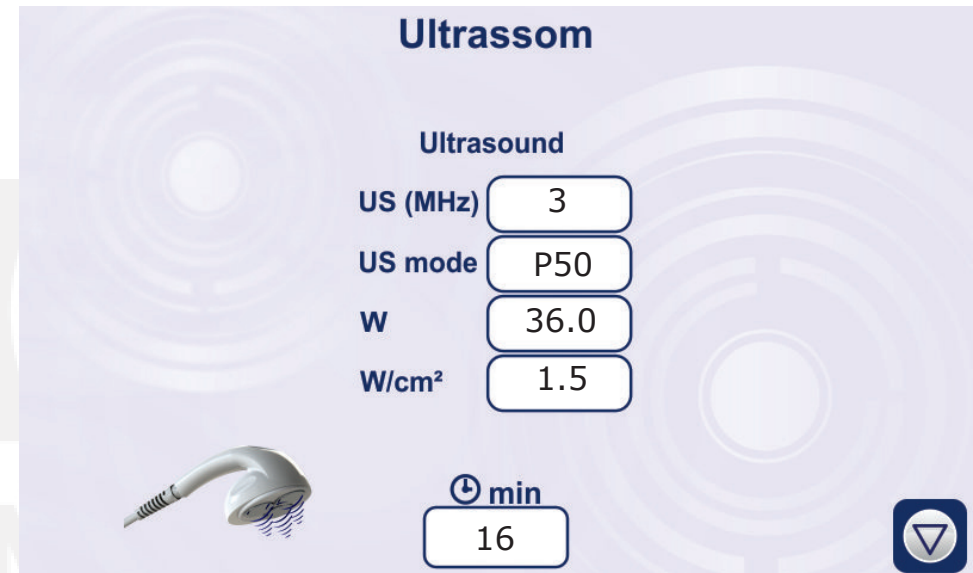 Ultrassom
Ultrasound
US (MHz) 3
US mode P50
W 36.0
W/cm² 1.5
min
16